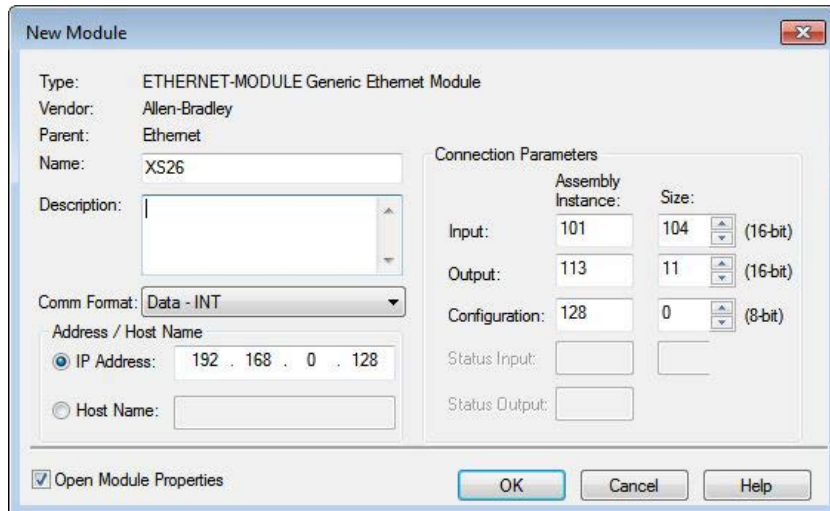 New Module
Type: ETHERNET-MODULE Generic Ethernet Module
Vendor: Allen-Bradley
Parent: Ethernet
Name: XS26
Description:
Comm Format: Data - INT
Address / Host Name
IP Address: 192 . 168 . 0 . 128
Host Name:
Connection Parameters
Assembly
Instance: Size:
Input: 101 104 (16-bit)
Output: 113 11 (16-bit)
Configuration: 128 0 (8-bit)
Status Input:
Status Output:
Open Module Properties
OK Cancel Help